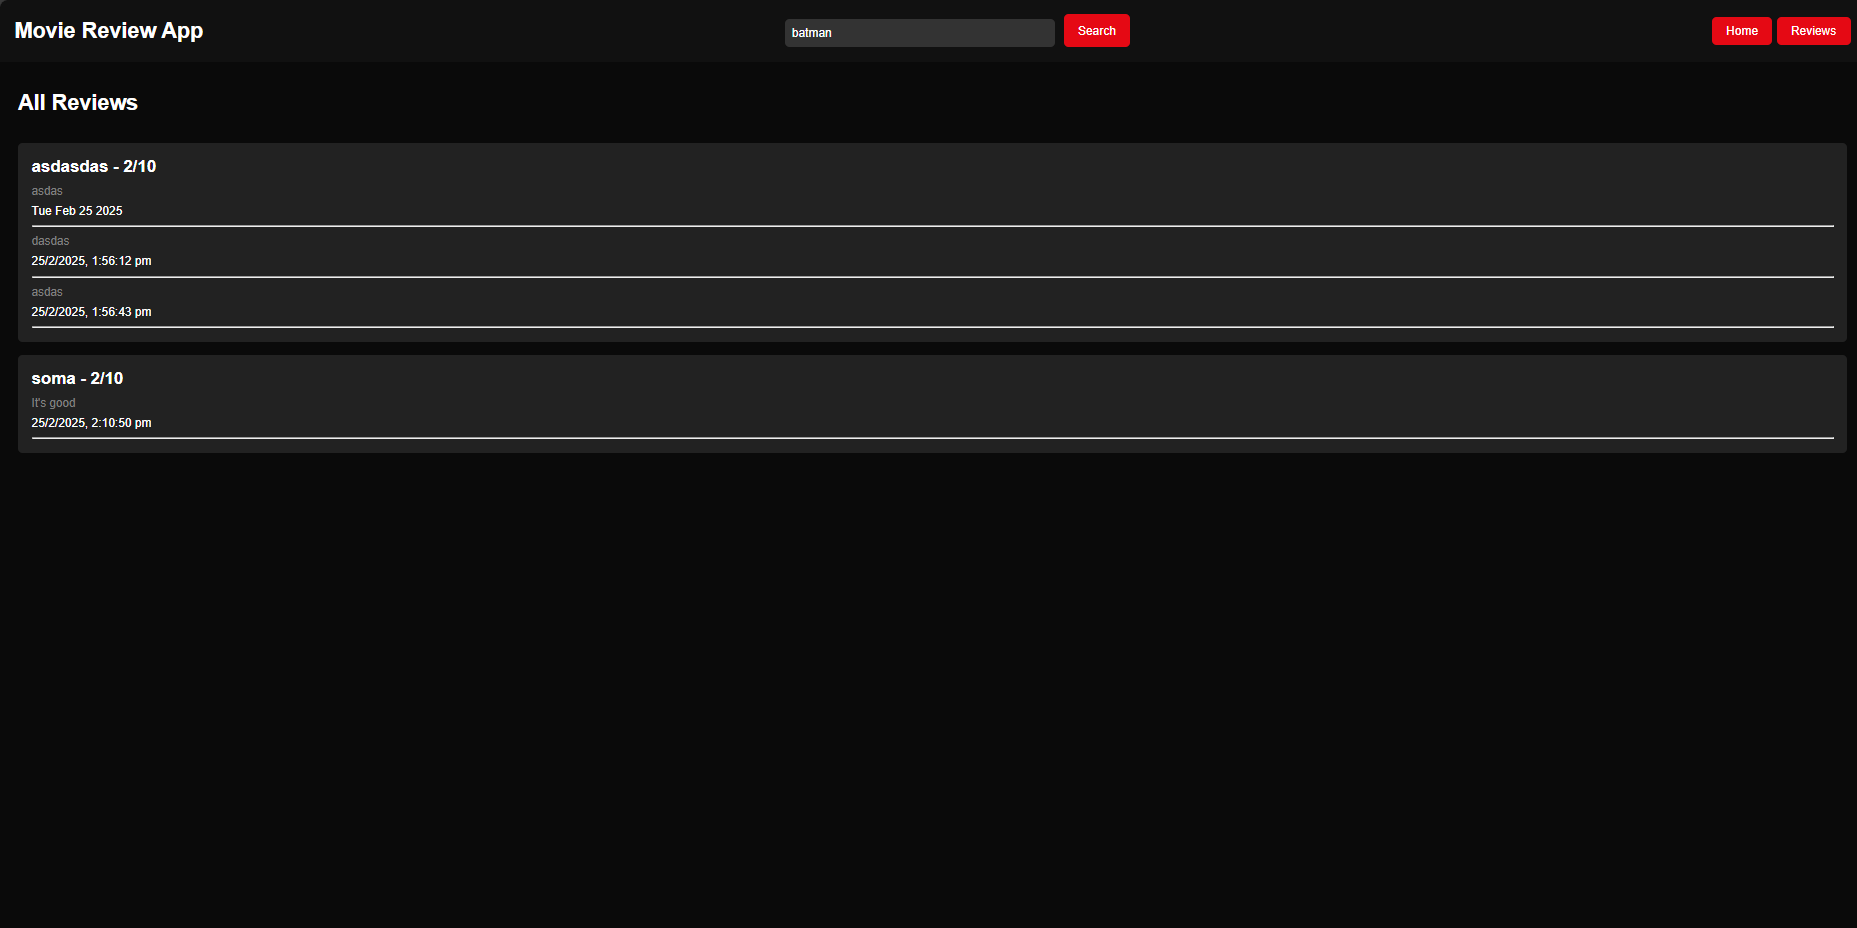 Movie Review App
batman
Search
Home
Reviews
All Reviews
asdasdas - 2/10
asdas
Tue Feb 25 2025
dasdas
25/2/2025, 1:56:12 pm
asdas
25/2/2025, 1:56:43 pm
soma - 2/10
It's good
25/2/2025, 2:10:50 pm